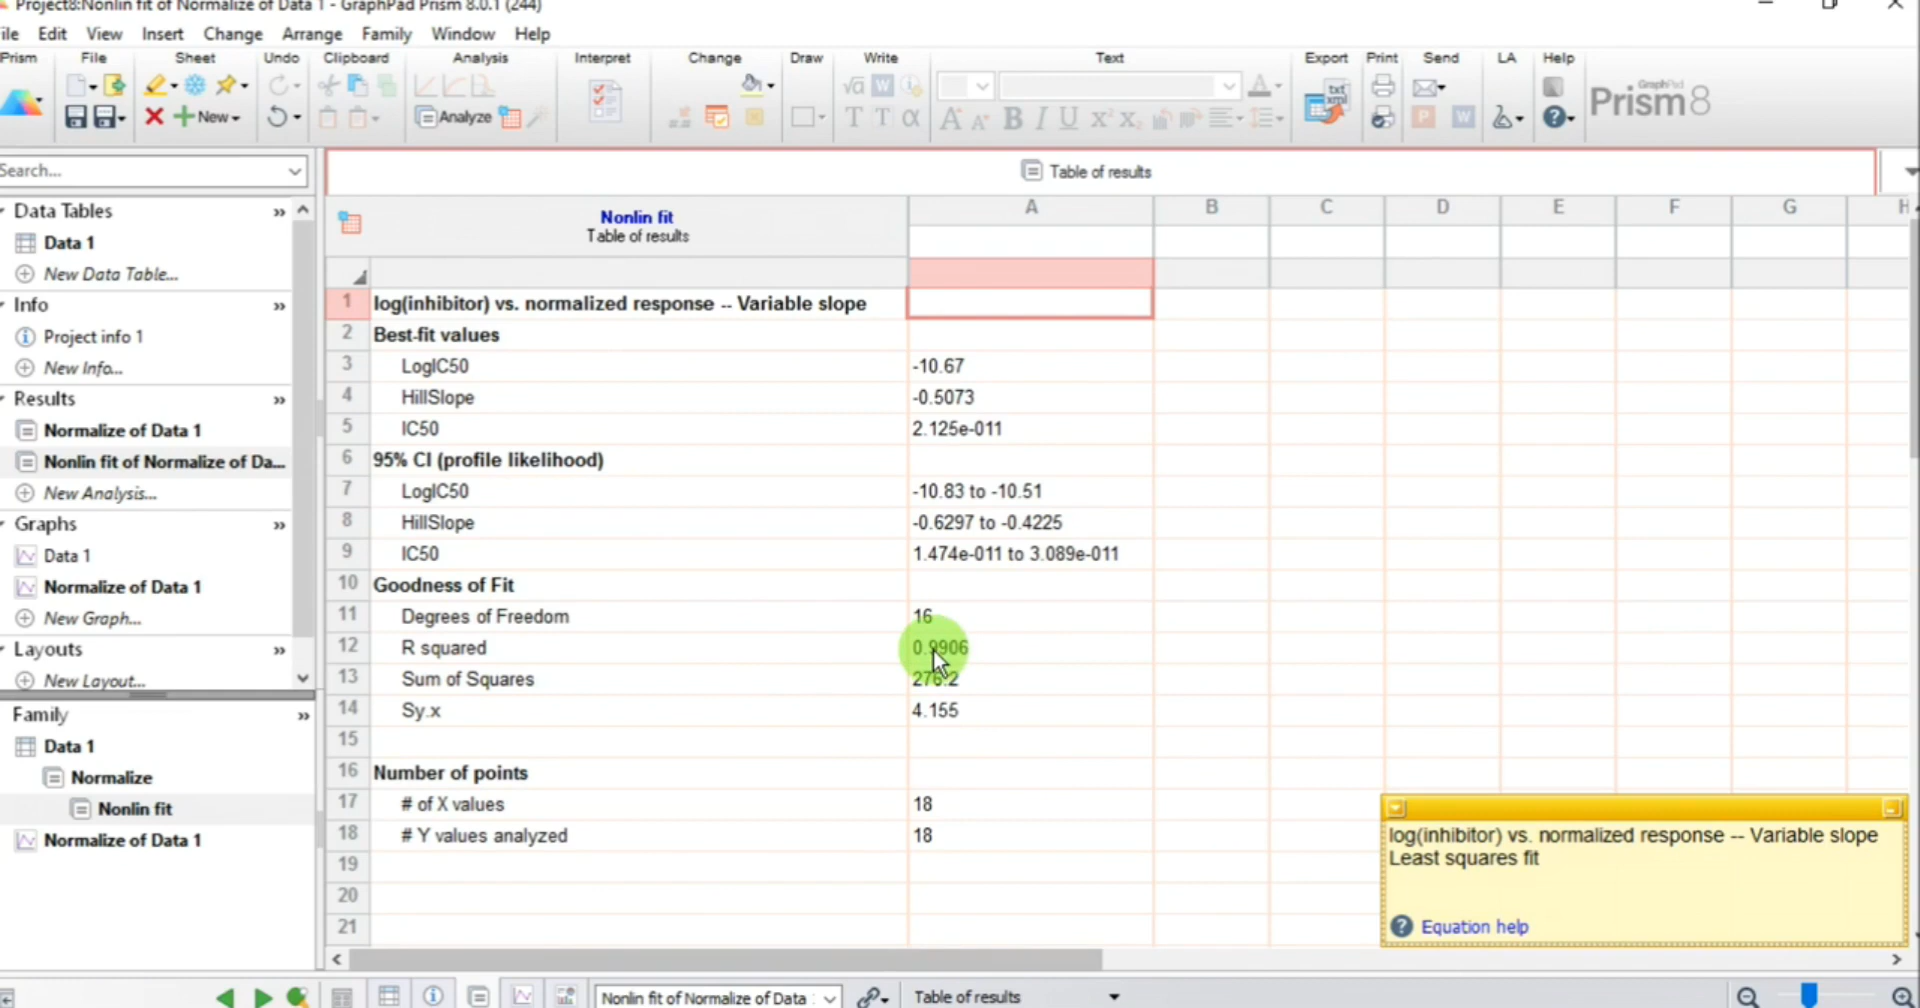 Project8:Nonlin fit of Normalize of Data 1 - GraphPad Prism 8.0.1 (244)
ile Edit View Insert Change Arrange Family Window Help
Prism File Sheet Undo Clipboard Analysis Interpret Change Draw Write Text Export Print Send LA Help
New Analyze
GraphPad
Prism 8
Search...
Table of results
Data Tables
Data 1
New Data Table...
Info
Project info 1
New Info...
Results
Normalize of Data 1
Nonlin fit of Normalize of Da...
New Analysis...
Graphs
Data 1
Normalize of Data 1
New Graph...
Layouts
New Layout...
Family
Data 1
Normalize
Nonlin fit
Normalize of Data 1
Nonlin fit
Table of results
A B C D E F G H
1 log(inhibitor) vs. normalized response -- Variable slope
2 Best-fit values
3 LogIC50 -10.67
4 HillSlope -0.5073
5 IC50 2.125e-011
6 95% CI (profile likelihood)
7 LogIC50 -10.83 to -10.51
8 HillSlope -0.6297 to -0.4225
9 IC50 1.474e-011 to 3.089e-011
10 Goodness of Fit
11 Degrees of Freedom 16
12 R squared 0.9906
13 Sum of Squares 276.2
14 Sy.x 4.155
15
16 Number of points
17 # of X values 18
18 # Y values analyzed 18
19
20
21
log(inhibitor) vs. normalized response -- Variable slope
Least squares fit
Equation help
Nonlin fit of Normalize of Data Table of results